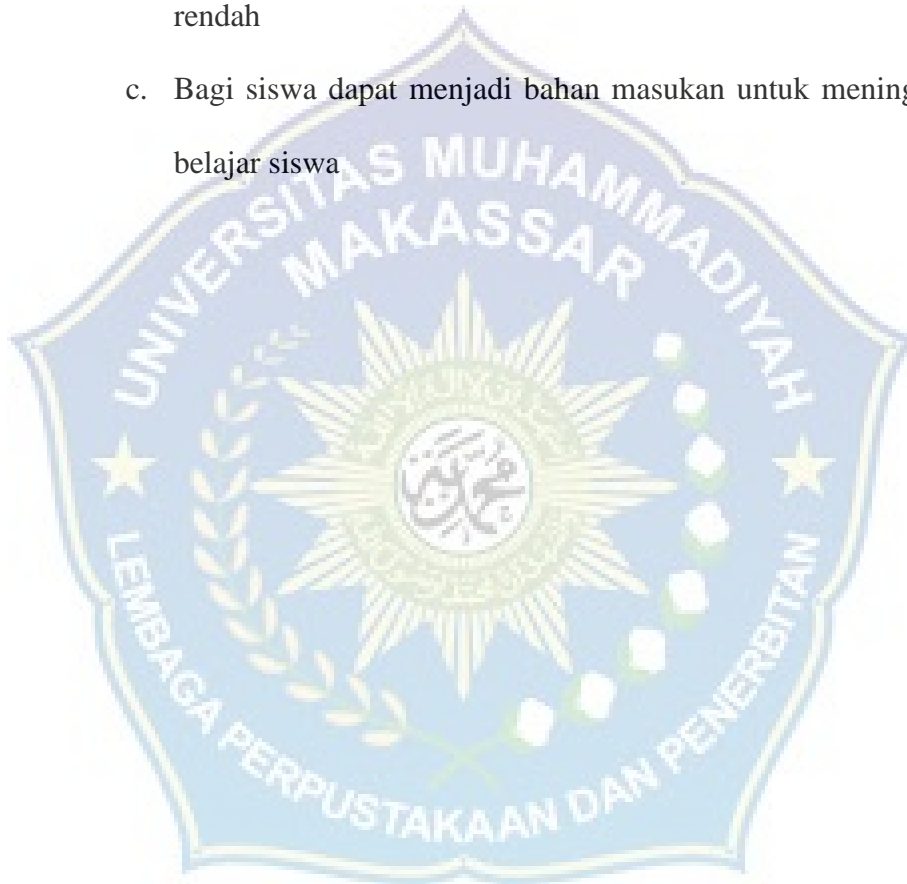 rendah
c. Bagi siswa dapat menjadi bahan masukan untuk mening
belajar siswa
UNIVERSITAS MUHAMMADIYAH
MAKASSAR
LEMBAGA PERPUSTAKAAN DAN PENERBITAN